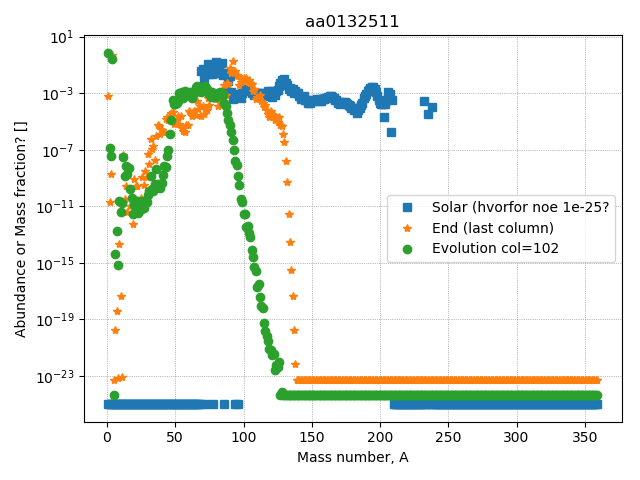 aa0132511
Abundance or Mass fraction? []
10^1
10^-3
10^-7
10^-11
10^-15
10^-19
10^-23
Solar (hvorfor noe 1e-25?
End (last column)
Evolution col=102
0 50 100 150 200 250 300 350
Mass number, A